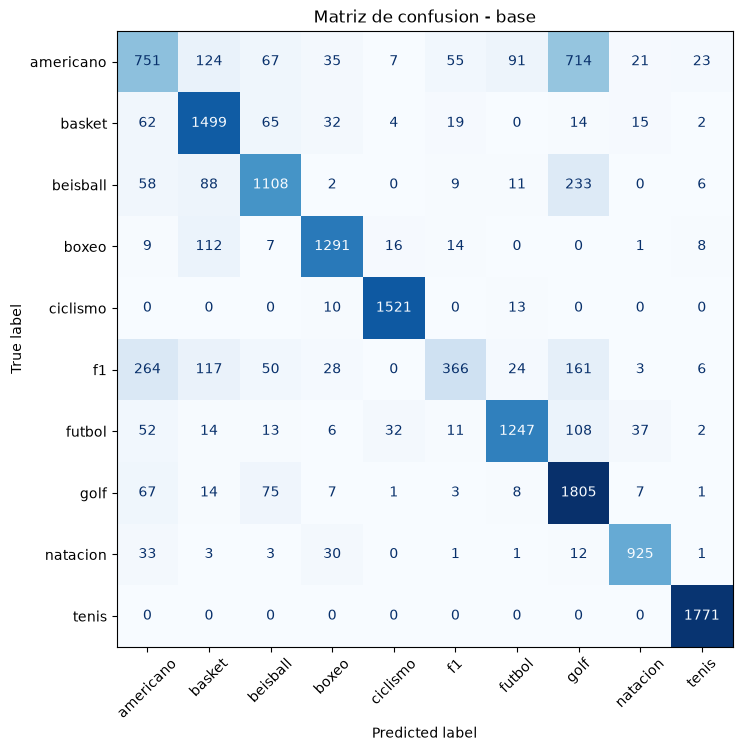 Matriz de confusion - base
americano 751 124 67 35 7 55 91 714 21 23
basket 62 1499 65 32 4 19 0 14 15 2
beisball 58 88 1108 2 0 9 11 233 0 6
boxeo 9 112 7 1291 16 14 0 0 1 8
ciclismo 0 0 0 10 1521 0 13 0 0 0
f1 264 117 50 28 0 366 24 161 3 6
futbol 52 14 13 6 32 11 1247 108 37 2
golf 67 14 75 7 1 3 8 1805 7 1
natacion 33 3 3 30 0 1 1 12 925 1
tenis 0 0 0 0 0 0 0 0 0 1771
True label
americano basket beisball boxeo ciclismo f1 futbol golf natacion tenis
Predicted label